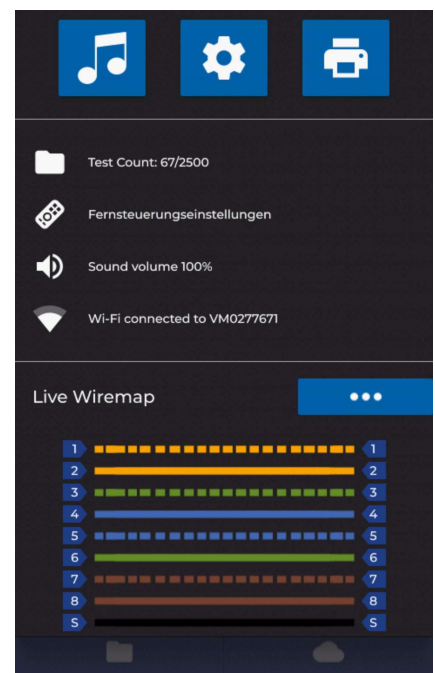 Test Count: 67/2500
Fernsteuerungseinstellungen
Sound volume 100%
Wi-Fi connected to VM0277671
Live Wiremap
1 1
2 2
3 3
4 4
5 5
6 6
7 7
8 8
S S